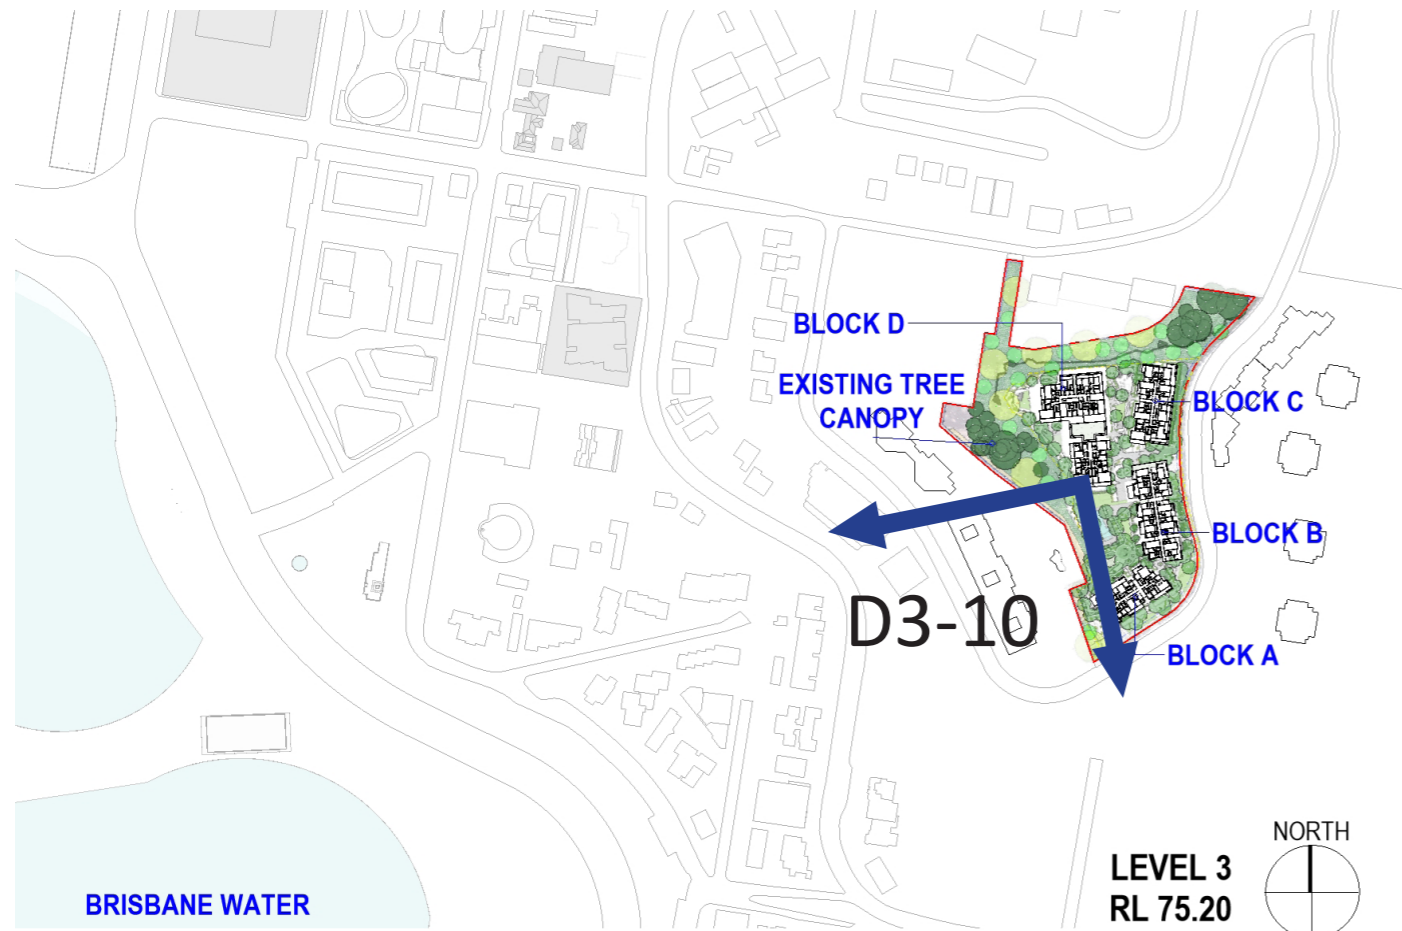 BLOCK D
EXISTING TREE
CANOPY
BLOCK C
BLOCK B
D3-10
BLOCK A
NORTH
LEVEL 3
RL 75.20
BRISBANE WATER